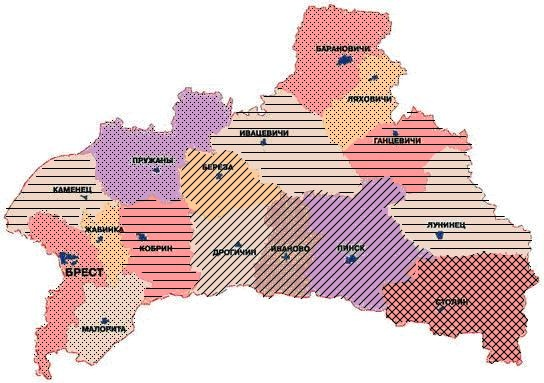 БАРАНОВИЧИ
ЛЯХОВИЧИ
ИВАЦЕВИЧИ
ГАНЦЕВИЧИ
ПРУЖАНЫ
БЕРЕЗА
КАМЕНЕЦ
ЖАБИНКА
КОБРИН
ДРОГИЧИН
ИВАНОВО
ПИНСК
ЛУНИНЕЦ
БРЕСТ
СТОЛИН
МАЛОРИТА